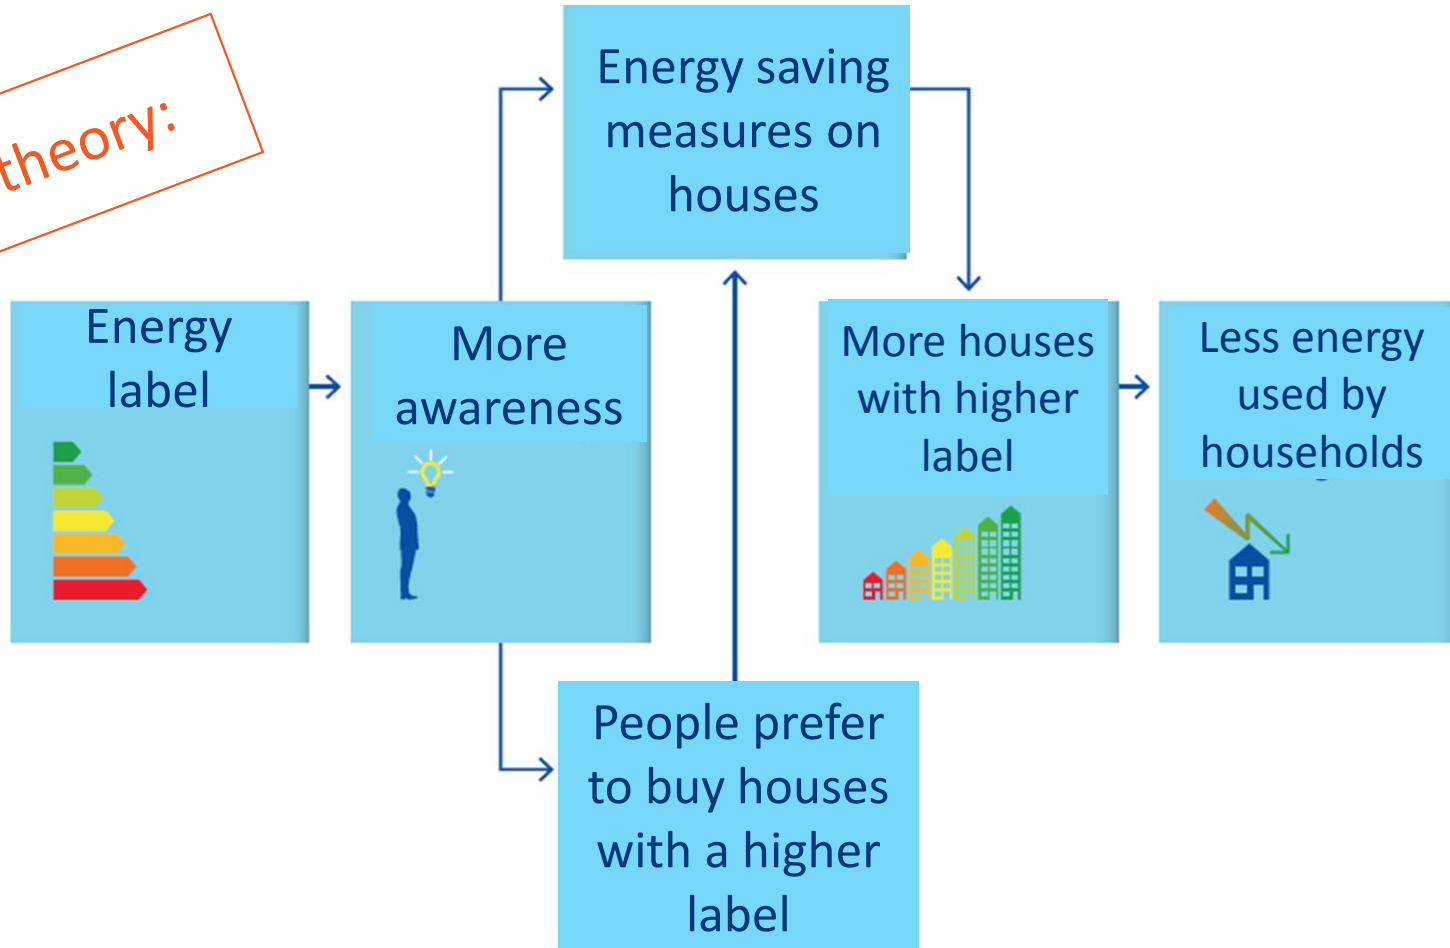 theory:
Energy saving
measures on
houses
Energy
label
More
awareness
More houses
with higher
label
Less energy
used by
households
People prefer
to buy houses
with a higher
label